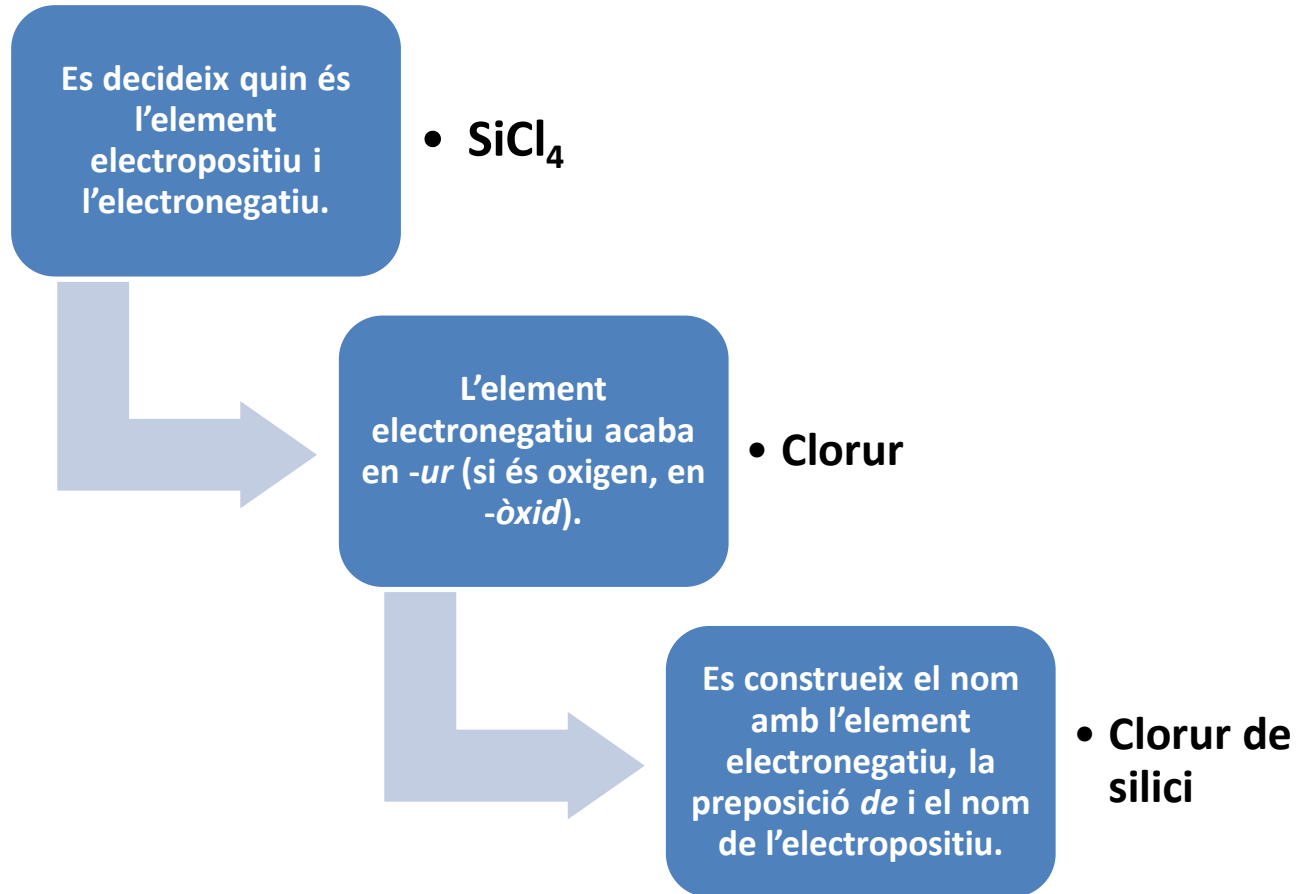 Es decideix quin és
l’element
electropositiu i
l’electronegatiu.
• SiCl₄
L’element
electronegatiu acaba
en -ur (si és oxigen, en
-òxid).
• Clorur
Es construeix el nom
amb l’element
electronegatiu, la
preposició de i el nom
de l’electropositiu.
• Clorur de
silici